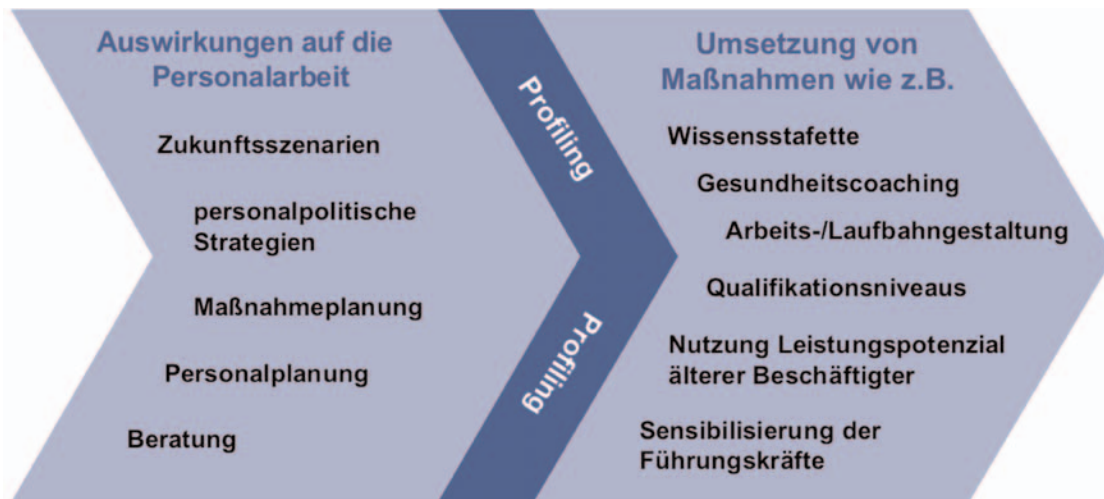 Auswirkungen auf die
Personalarbeit
Zukunftsszenarien
personalpolitische
Strategien
Maßnahmeplanung
Personalplanung
Beratung
Profiling
Profiling
Umsetzung von
Maßnahmen wie z.B.
Wissensstafette
Gesundheitscoaching
Arbeits-/Laufbahngestaltung
Qualifikationsniveaus
Nutzung Leistungspotenzial
älterer Beschäftigter
Sensibilisierung der
Führungskräfte